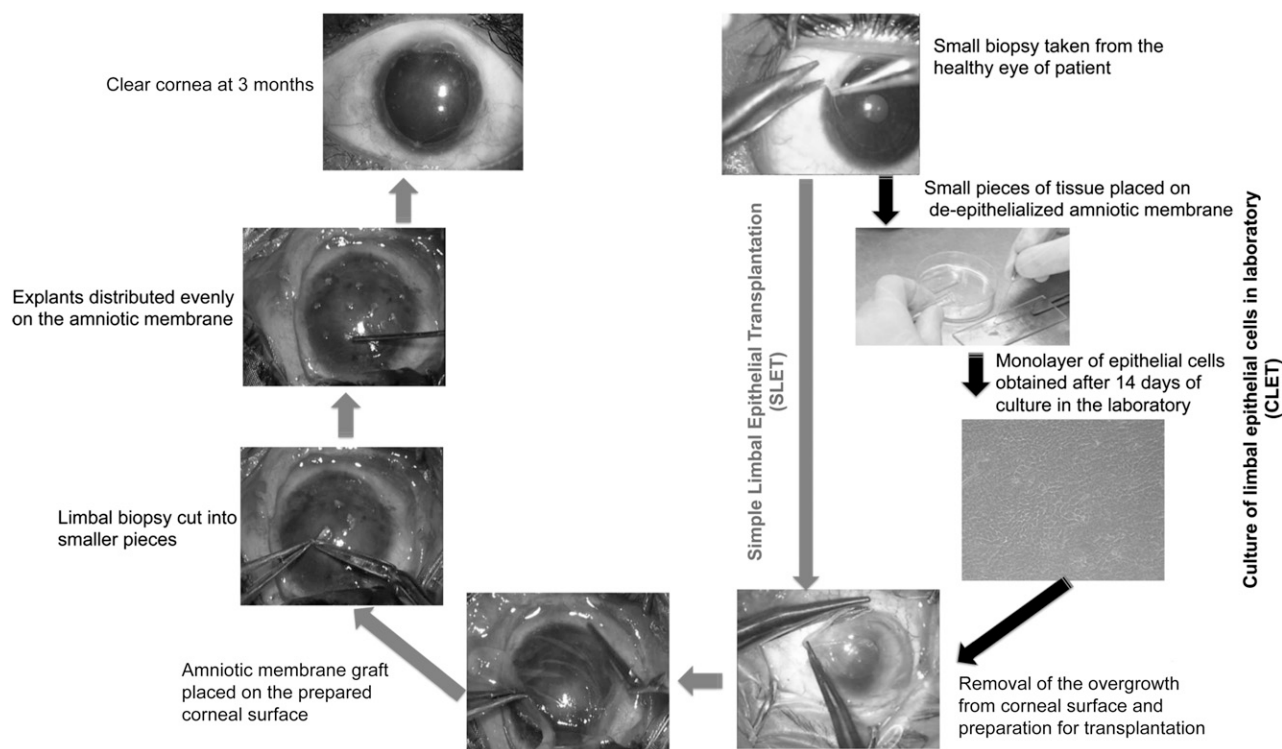 Clear cornea at 3 months
Small biopsy taken from the
healthy eye of patient
Small pieces of tissue placed on
de-epithelialized amniotic membrane
Explants distributed evenly
on the amniotic membrane
Simple Limbal Epithelial Transplantation
(SLET)
Monolayer of epithelial cells
obtained after 14 days of
culture in the laboratory
Culture of limbal epithelial cells in laboratory
(CLET)
Limbal biopsy cut into
smaller pieces
Amniotic membrane graft
placed on the prepared
corneal surface
Removal of the overgrowth
from corneal surface and
preparation for transplantation